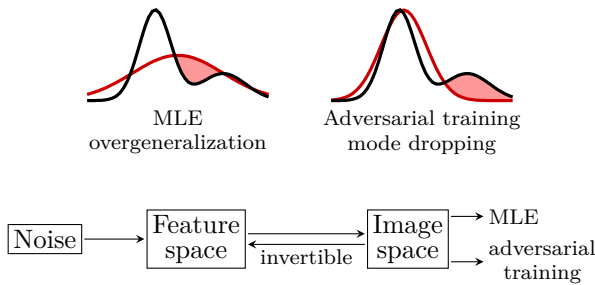 MLE
overgeneralization
Adversarial training
mode dropping
Noise
Feature
space
invertible
Image
space
MLE
adversarial
training